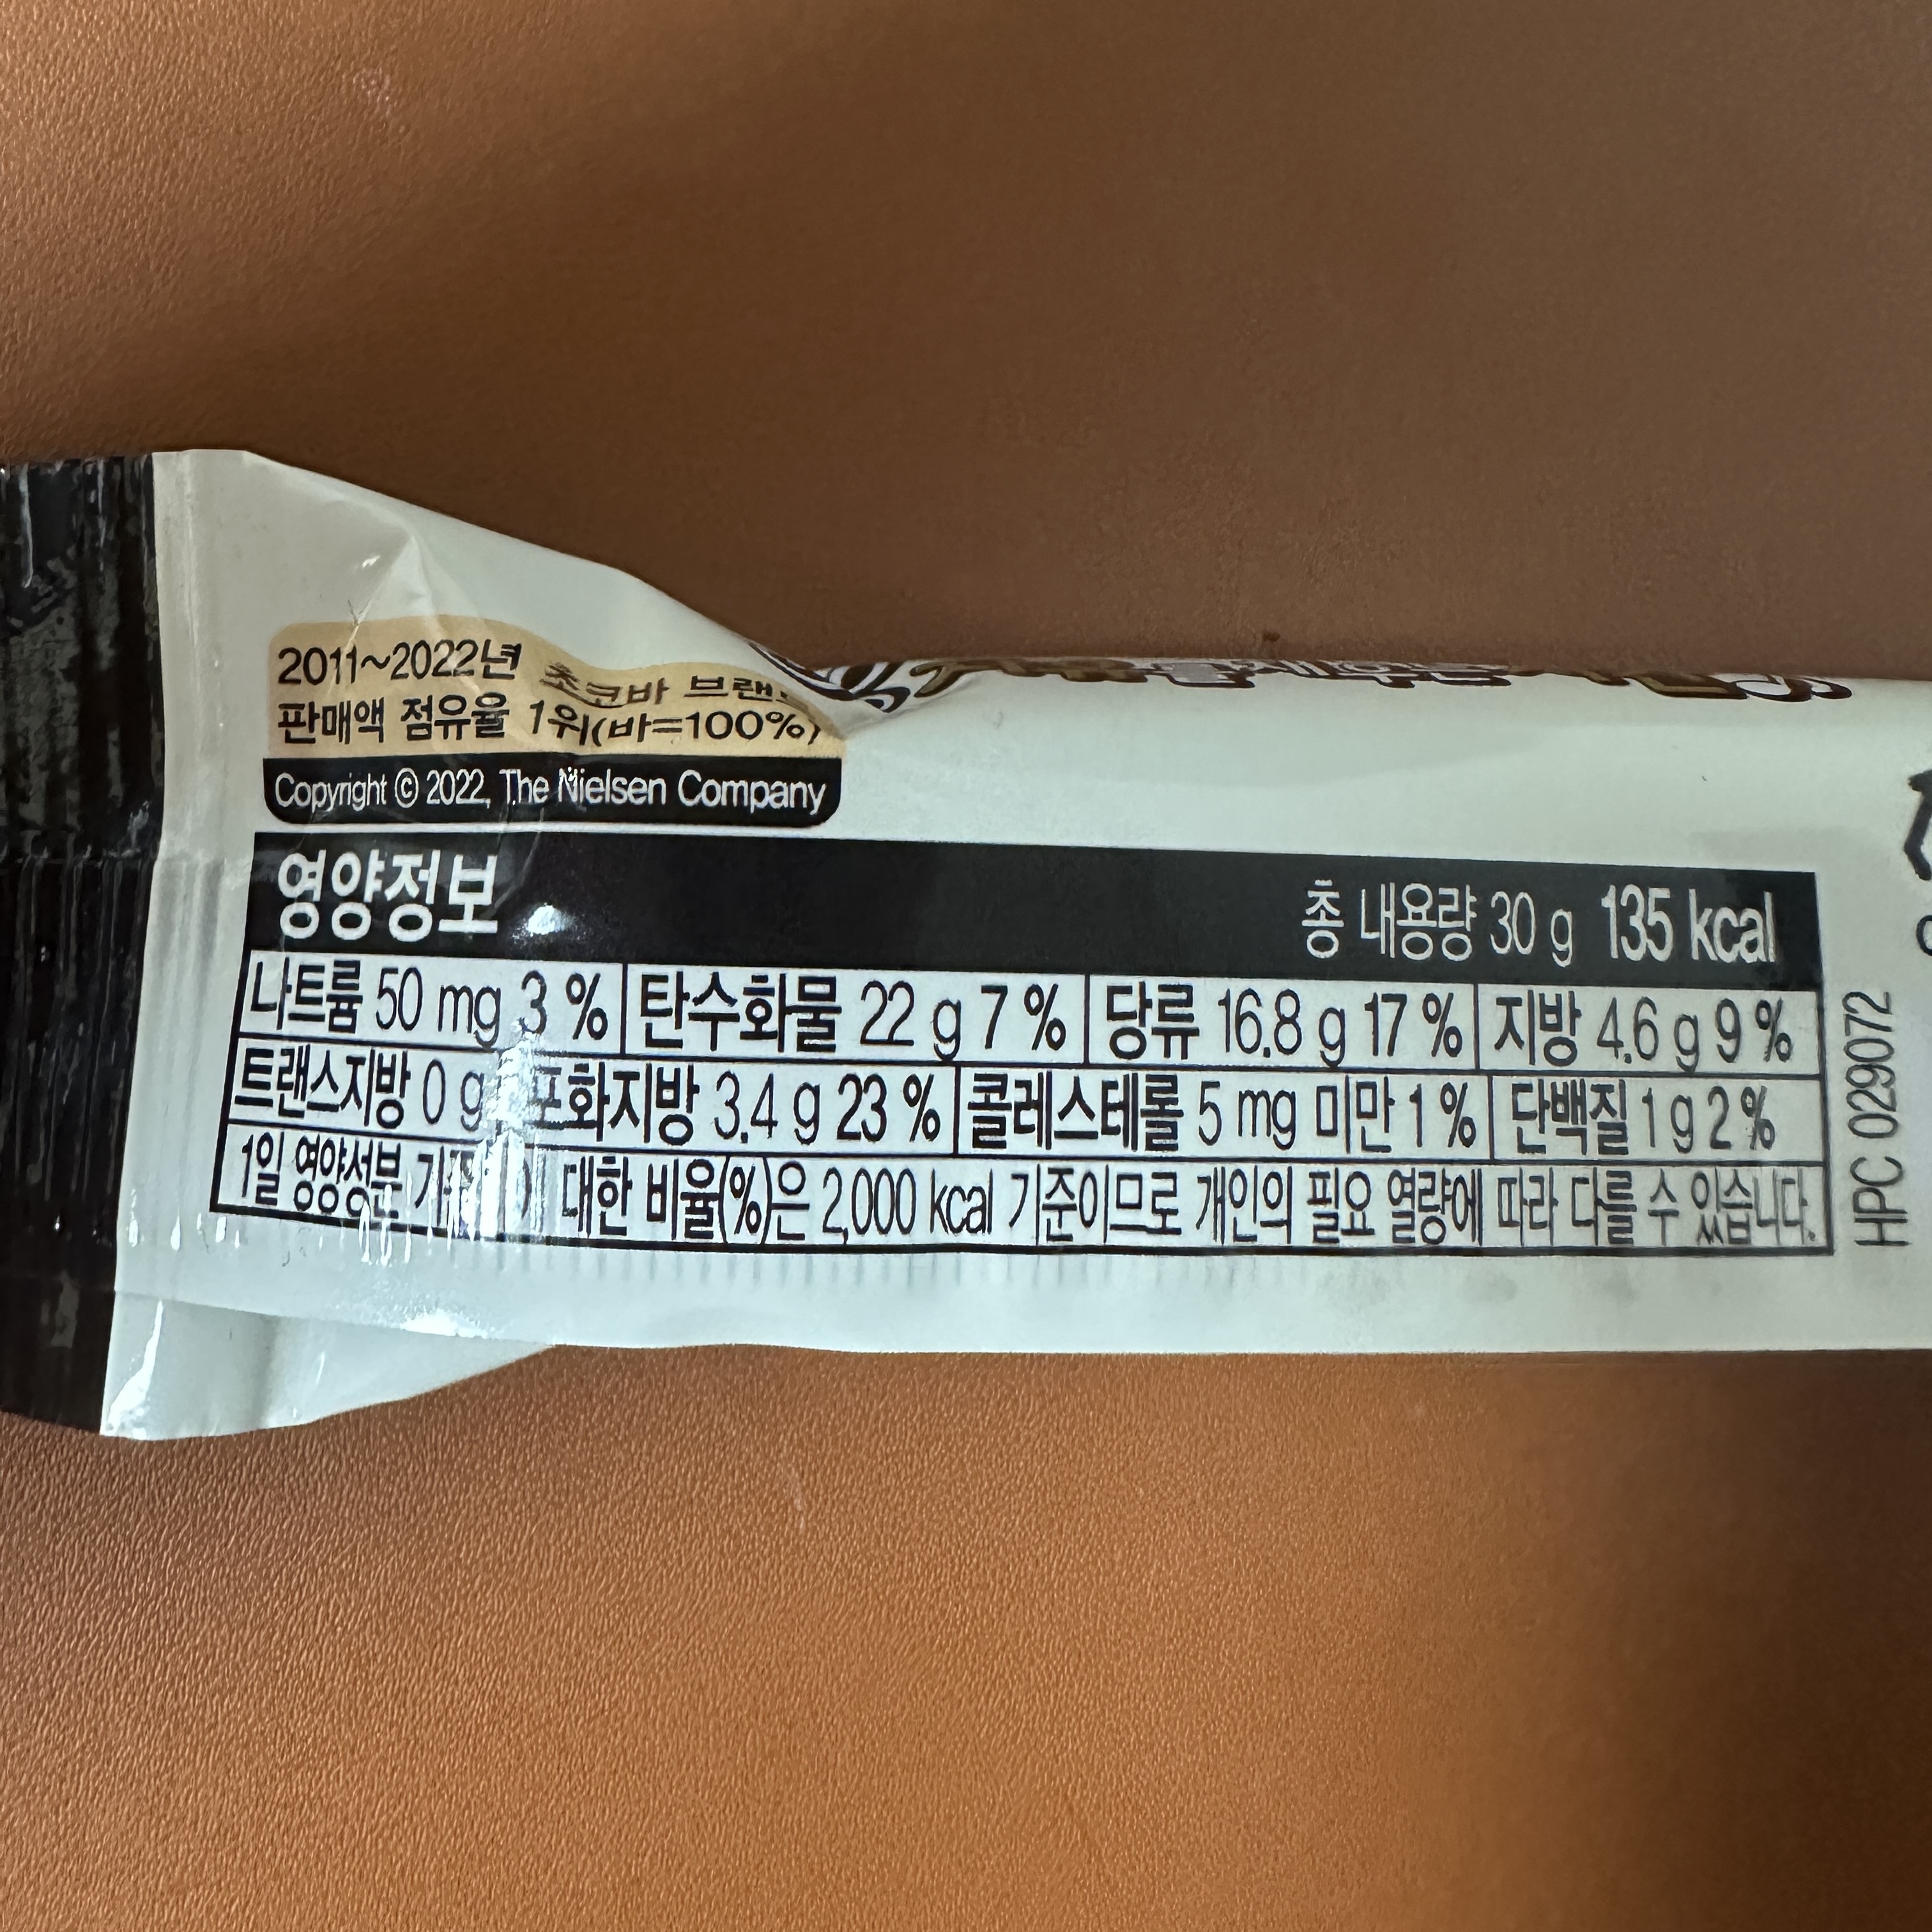 2011~2022년 초코바
판매액 점유율 1위(바=100%)
Copyright © 2022, The Nielsen Company
영양정보 총 내용량 30 g 135 kcal
나트륨 50 mg 3 % 탄수화물 22 g 7 % 당류 16.8 g 17 % 지방 4.6 g 9 %
트랜스지방 0 g 포화지방 3.4 g 23 % 콜레스테롤 5 mg 미만 1 % 단백질 1 g 2 %
1일 영양성분 대한 비율(%)은 2,000 kcal 기준이므로 개인의 필요 열량에 따라 다를 수 있습니다.
HPC 029072